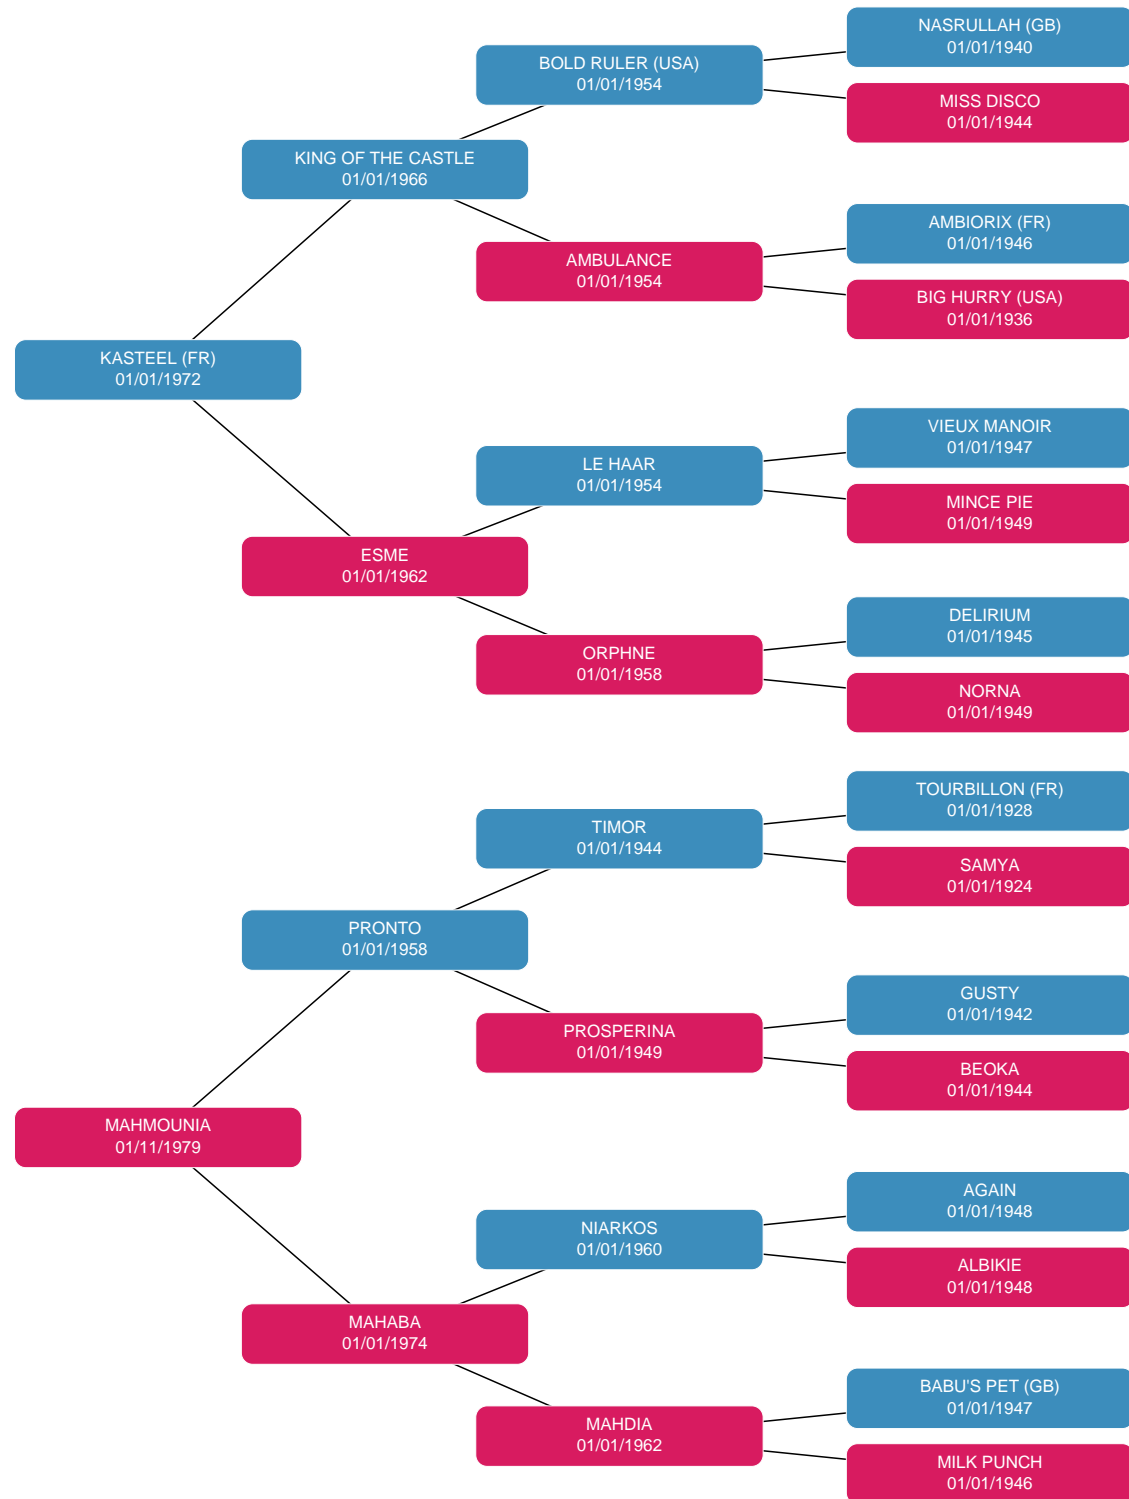 NASRULLAH (GB)
01/01/1940
BOLD RULER (USA)
01/01/1954
MISS DISCO
01/01/1944
KING OF THE CASTLE
01/01/1966
AMBIORIX (FR)
01/01/1946
AMBULANCE
01/01/1954
BIG HURRY (USA)
01/01/1936
KASTEEL (FR)
01/01/1972
VIEUX MANOIR
01/01/1947
LE HAAR
01/01/1954
MINCE PIE
01/01/1949
ESME
01/01/1962
DELIRIUM
01/01/1945
ORPHNE
01/01/1958
NORNA
01/01/1949
TOURBILLON (FR)
01/01/1928
TIMOR
01/01/1944
SAMYA
01/01/1924
PRONTO
01/01/1958
GUSTY
01/01/1942
PROSPERINA
01/01/1949
BEOKA
01/01/1944
MAHMOUNIA
01/11/1979
AGAIN
01/01/1948
NIARKOS
01/01/1960
ALBIKIE
01/01/1948
MAHABA
01/01/1974
BABU'S PET (GB)
01/01/1947
MAHDIA
01/01/1962
MILK PUNCH
01/01/1946